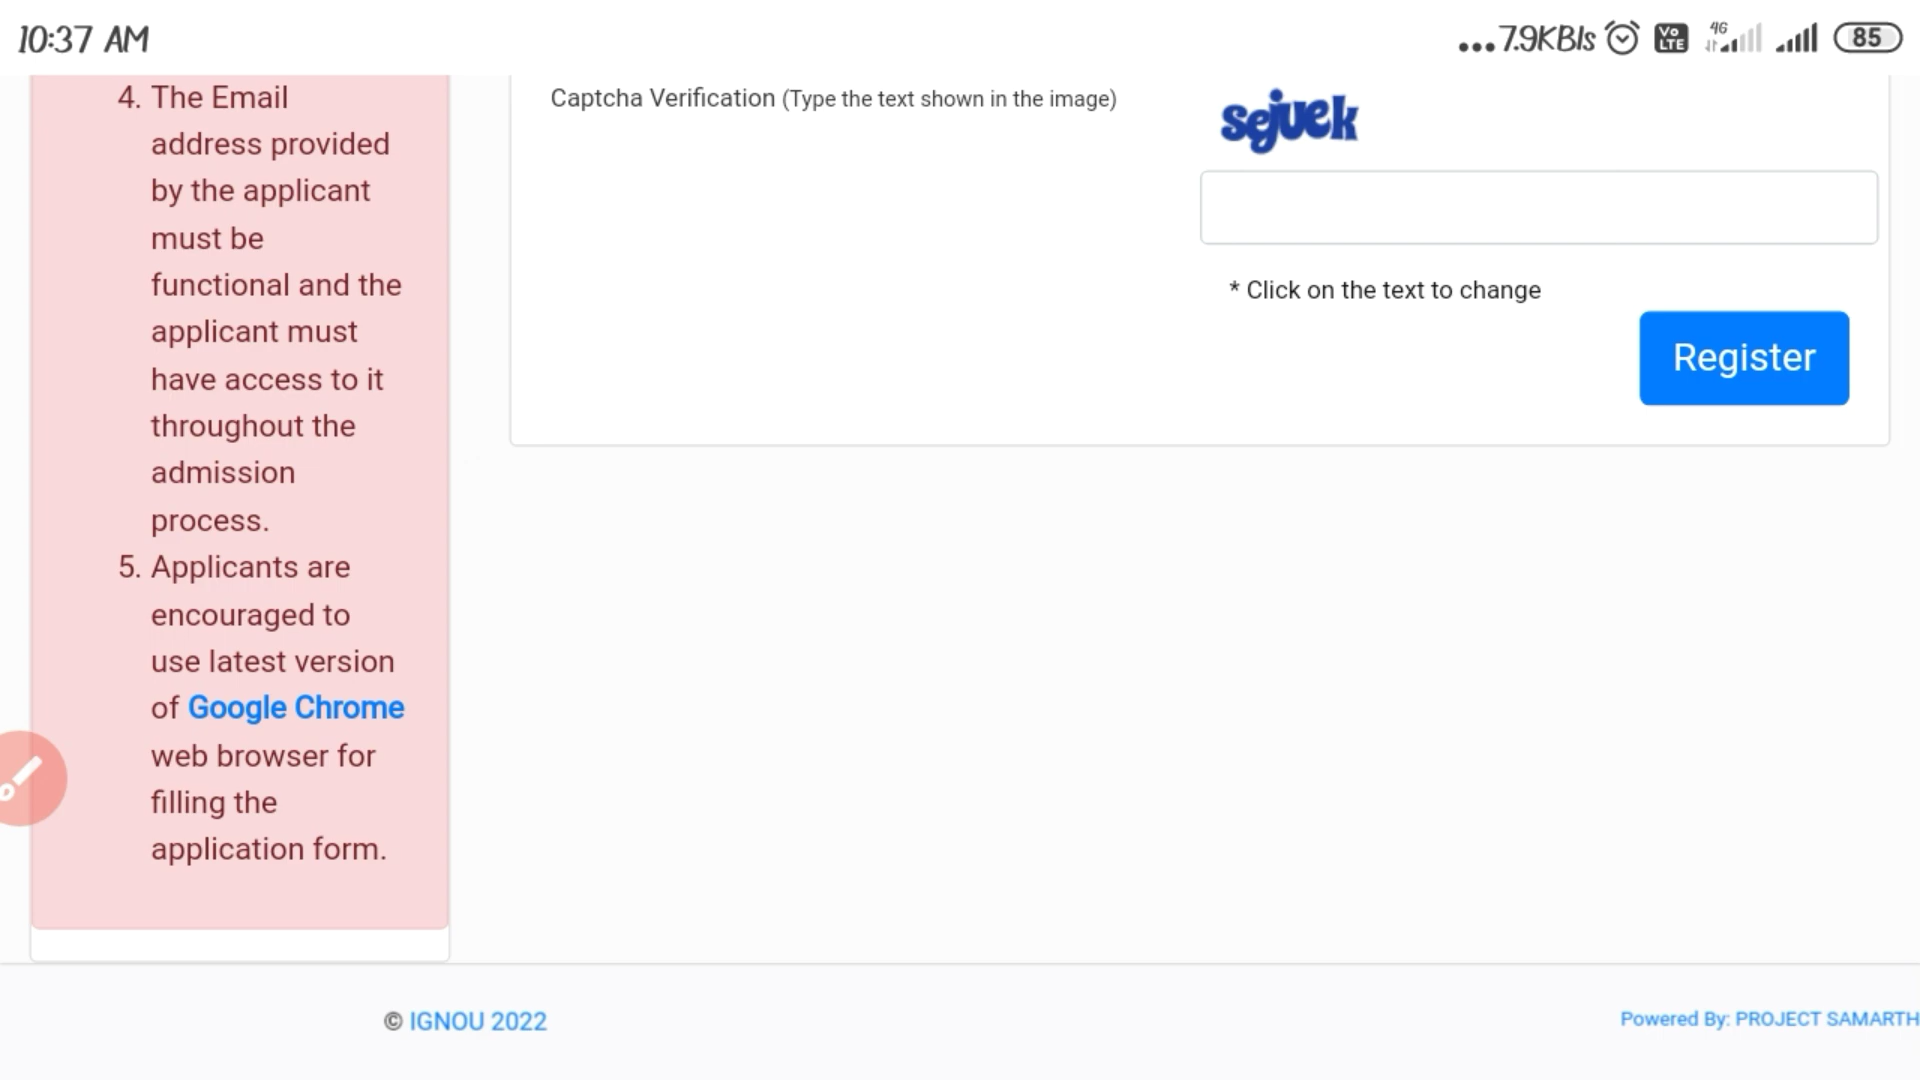 10:37 AM
...7.9KB/s
Vo
LTE
4G
85
4. The Email
address provided
by the applicant
must be
functional and the
applicant must
have access to it
throughout the
admission
process.
5. Applicants are
encouraged to
use latest version
of Google Chrome
web browser for
filling the
application form.
Captcha Verification (Type the text shown in the image)
sejuek
* Click on the text to change
Register
© IGNOU 2022
Powered By: PROJECT SAMARTH